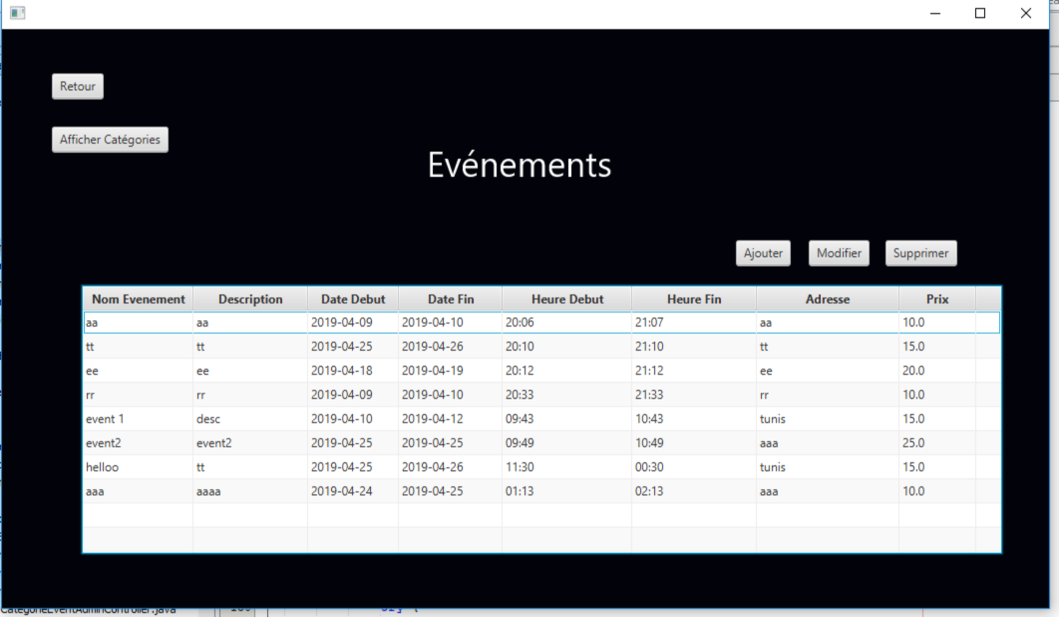 Retour
Afficher Catégories
Evénements
Ajouter Modifier Supprimer
Nom Evenement Description Date Debut Date Fin Heure Debut Heure Fin Adresse Prix
aa aa 2019-04-09 2019-04-10 20:06 21:07 aa 10.0
tt tt 2019-04-25 2019-04-26 20:10 21:10 tt 15.0
ee ee 2019-04-18 2019-04-19 20:12 21:12 ee 20.0
rr rr 2019-04-09 2019-04-10 20:33 21:33 rr 10.0
event 1 desc 2019-04-10 2019-04-12 09:43 10:43 tunis 15.0
event2 event2 2019-04-25 2019-04-25 09:49 10:49 aaa 25.0
helloo tt 2019-04-25 2019-04-26 11:30 00:30 tunis 15.0
aaa aaaa 2019-04-24 2019-04-25 01:13 02:13 aaa 10.0
CategorieEventAdminController.java